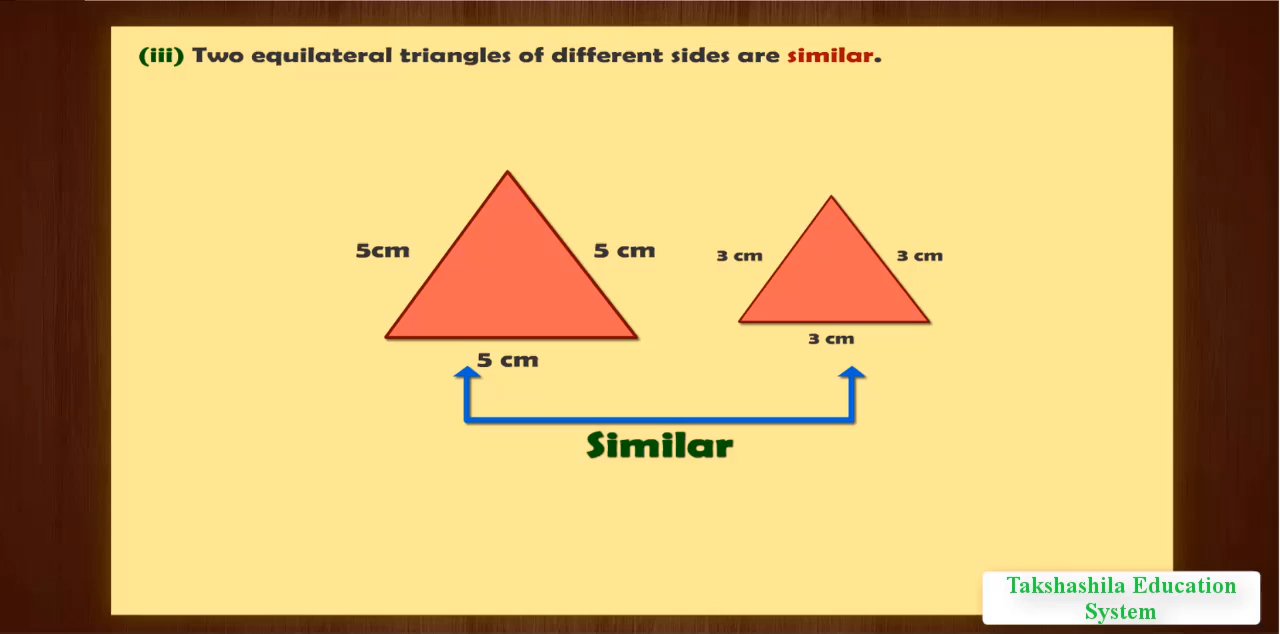 (iii) Two equilateral triangles of different sides are similar.
5cm
5 cm
3 cm
3 cm
5 cm
3 cm
Similar
Takshashila Education
System